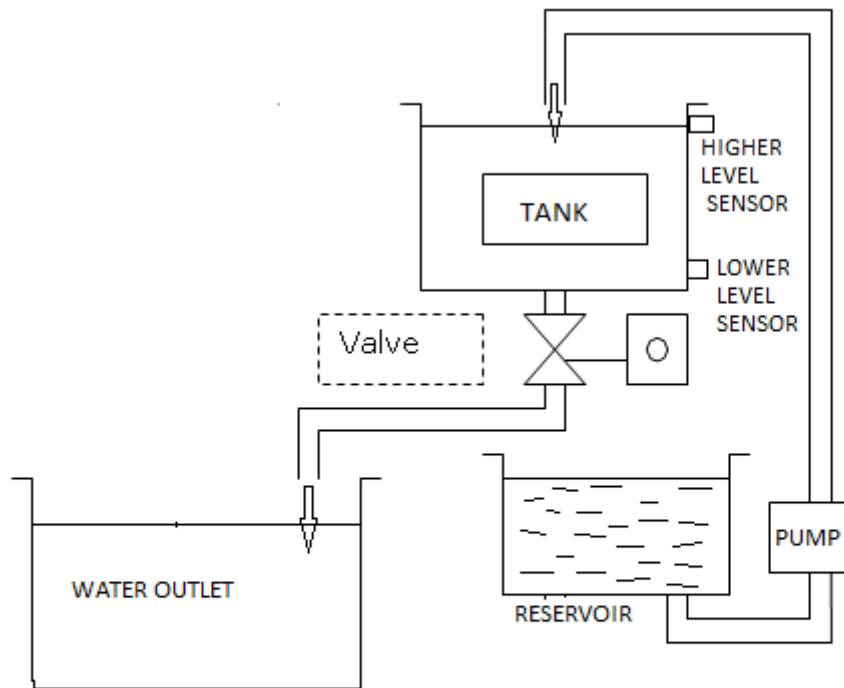 HIGHER
LEVEL
SENSOR
TANK
LOWER
LEVEL
SENSOR
Valve
PUMP
WATER OUTLET
RESERVOIR